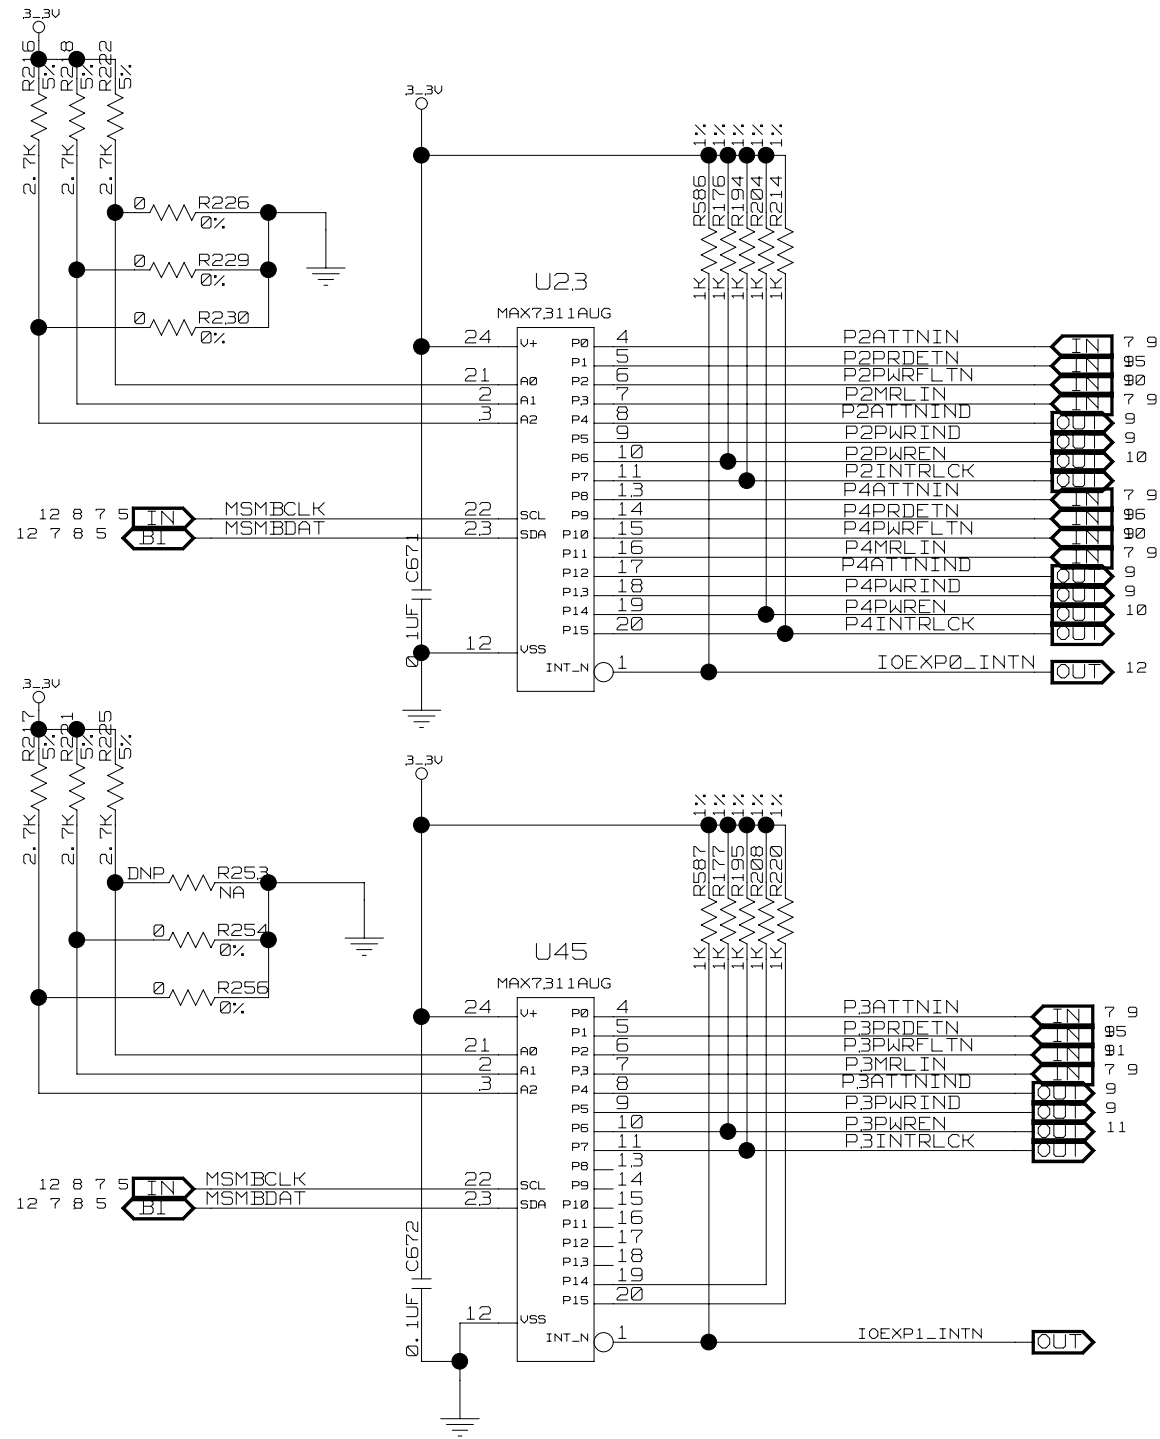 3_3V
R216 5% 2.7K
5% 2.7K
R222 5% 2.7K
0 R226
0%
0 R229
0%
0 R230
0%
3_3V
R586 1% 1K
R176 1% 1K
R194 1% 1K
R204 1% 1K
R214 1% 1K
U23
MAX7311AUG
24 V+ P0 4 P2ATTNIN IN 7 9
P1 5 P2PRDETN IN
21 A0 P2 6 P2PWRFLTN IN
2 A1 P3 7 P2MRLIN IN 7 9
3 A2 P4 8 P2ATTNIND OUT 9
P5 9 P2PWRIND OUT 9
P6 10 P2PWREN OUT 10
P7 11 P2INTRLCK OUT
P8 13 P4ATTNIN IN 7 9
12 8 7 5 IN MSMBCLK 22 SCL P9 14 P4PRDETN IN
12 7 8 5 BI MSMBDAT 23 SDA P10 15 P4PWRFLTN IN
P11 16 P4MRLIN IN 7 9
P12 17 P4ATTNIND OUT 9
P13 18 P4PWRIND OUT 9
P14 19 P4PWREN OUT 10
P15 20 P4INTRLCK OUT
C671 0.1UF
12 VSS
INT_N 1 IOEXP0_INTN OUT 12
3_3V
R217 5% 2.7K
5% 2.7K
R225 5% 2.7K
DNP R253
NA
0 R254
0%
0 R256
0%
3_3V
R587 1% 1K
R177 1% 1K
R195 1% 1K
R208 1% 1K
R220 1% 1K
U45
MAX7311AUG
24 V+ P0 4 P3ATTNIN IN 7 9
P1 5 P3PRDETN IN
21 A0 P2 6 P3PWRFLTN IN
2 A1 P3 7 P3MRLIN IN 7 9
3 A2 P4 8 P3ATTNIND OUT 9
P5 9 P3PWRIND OUT 9
P6 10 P3PWREN OUT 11
P7 11 P3INTRLCK OUT
P8 13
12 8 7 5 IN MSMBCLK 22 SCL P9 14
12 7 8 5 BI MSMBDAT 23 SDA P10 15
P11 16
P12 17
P13 18
P14 19
P15 20
C672 0.1UF
12 VSS
INT_N 1 IOEXP1_INTN OUT